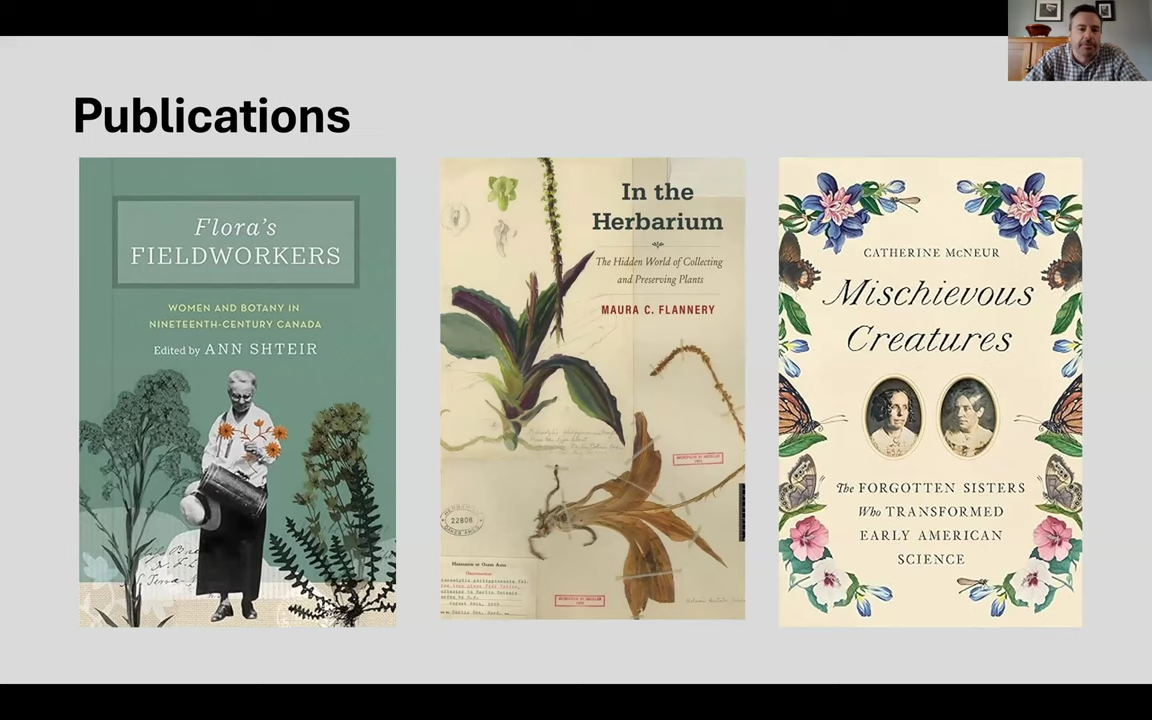 Publications
Flora's
FIELDWORKERS
WOMEN AND BOTANY IN
NINETEENTH-CENTURY CANADA
Edited by ANN SHTEIR
In the
Herbarium
The Hidden World of Collecting
and Preserving Plants
MAURA C. FLANNERY
22808
CATHERINE McNEUR
Mischievous
Creatures
The FORGOTTEN SISTERS
Who TRANSFORMED
EARLY AMERICAN
SCIENCE